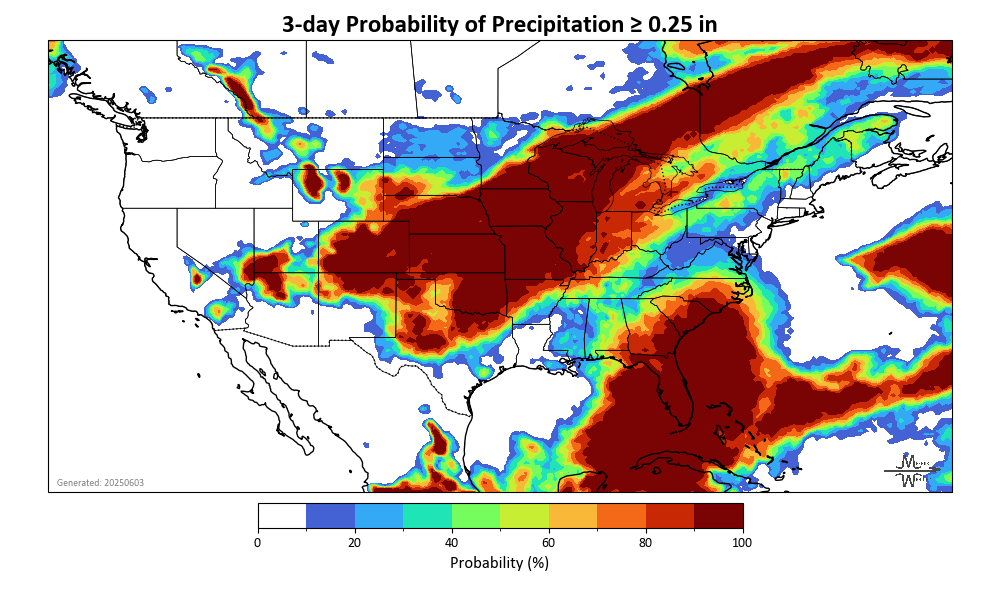 3-day Probability of Precipitation ≥ 0.25 in
Generated: 20250603
0 20 40 60 80 100
Probability (%)